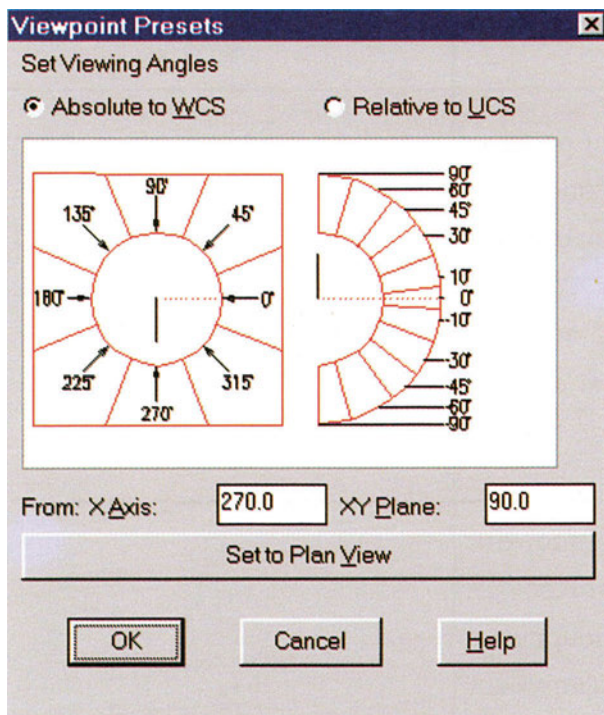 Viewpoint Presets
Set Viewing Angles
Absolute to WCS
Relative to UCS
90°
135°
45°
180°
0°
225°
315°
270°
90°
60°
45°
30°
10°
0°
-10°
-30°
-45°
-60°
-90°
From: X Axis: 270.0 XY Plane: 90.0
Set to Plan View
OK Cancel Help